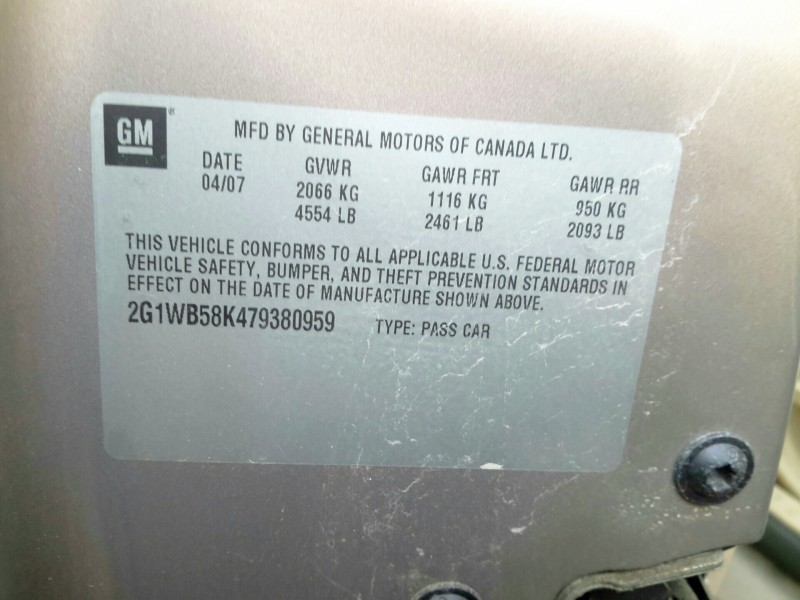 GM®
MFD BY GENERAL MOTORS OF CANADA LTD.
DATE GVWR GAWR FRT GAWR RR
04/07 2066 KG 1116 KG 950 KG
4554 LB 2461 LB 2093 LB
THIS VEHICLE CONFORMS TO ALL APPLICABLE U.S. FEDERAL MOTOR
VEHICLE SAFETY, BUMPER, AND THEFT PREVENTION STANDARDS IN
EFFECT ON THE DATE OF MANUFACTURE SHOWN ABOVE.
2G1WB58K479380959 TYPE: PASS CAR